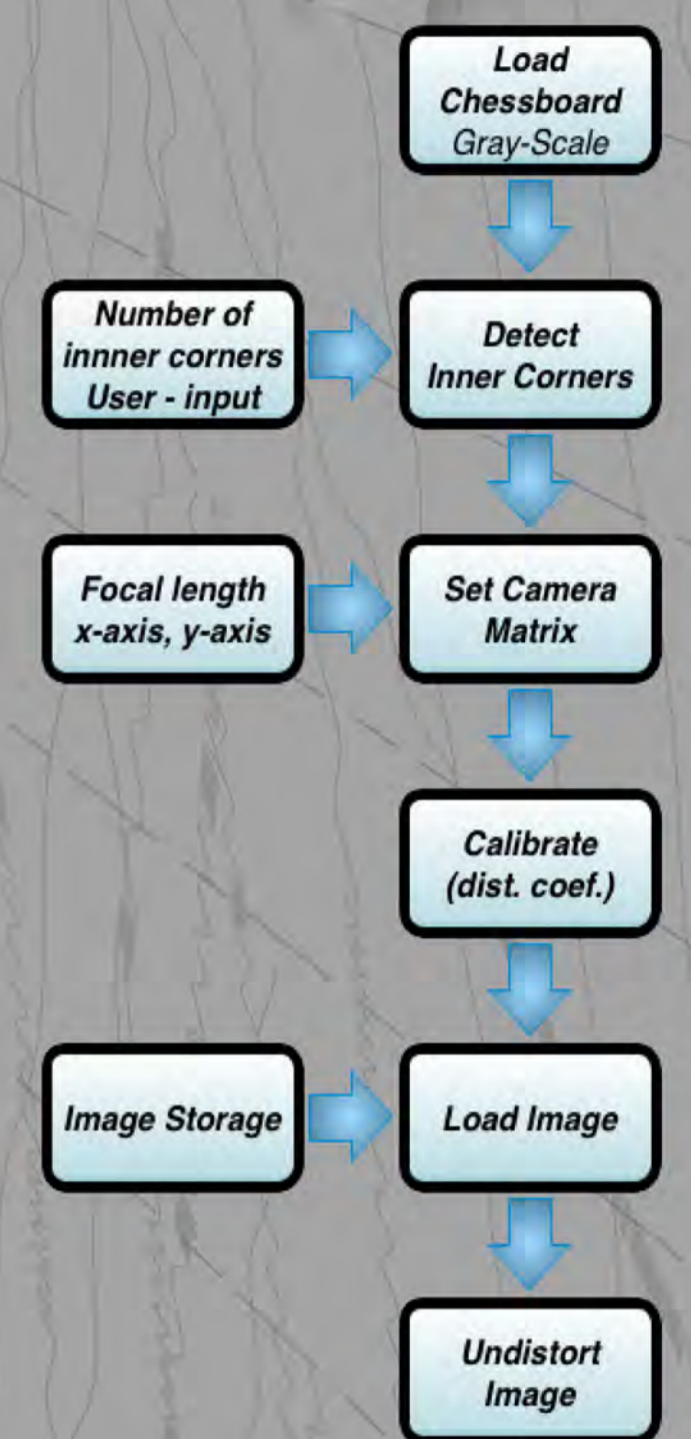 Load
Chessboard
Gray-Scale
Number of
innner corners
User - input
Detect
Inner Corners
Focal length
x-axis, y-axis
Set Camera
Matrix
Calibrate
(dist. coef.)
Image Storage
Load Image
Undistort
Image